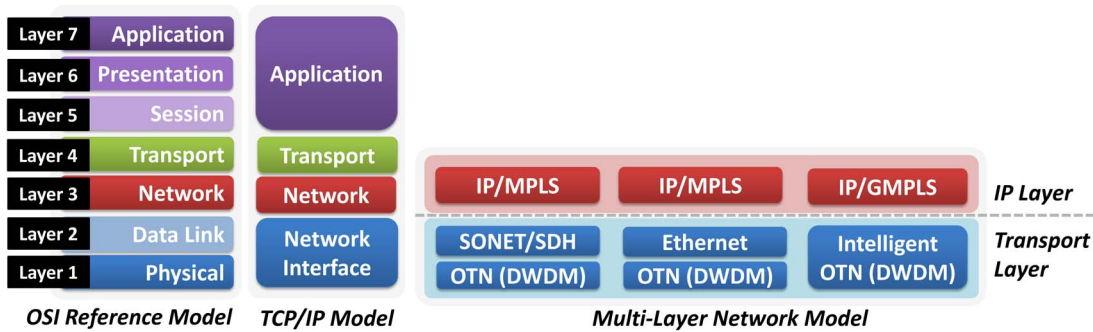 Layer 7 Application
Layer 6 Presentation
Layer 5 Session
Layer 4 Transport
Layer 3 Network
Layer 2 Data Link
Layer 1 Physical
OSI Reference Model
Application
Transport
Network
Network
Interface
TCP/IP Model
IP/MPLS IP/MPLS IP/GMPLS
IP Layer
SONET/SDH Ethernet
OTN (DWDM) OTN (DWDM)
Intelligent
OTN (DWDM)
Transport
Layer
Multi-Layer Network Model